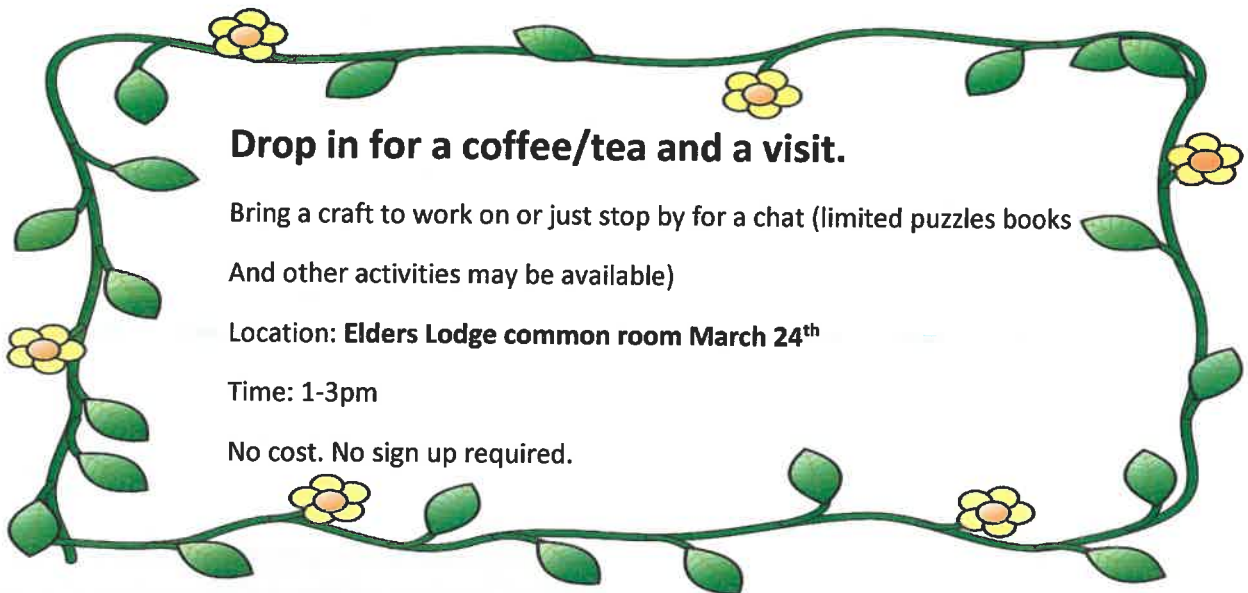 Drop in for a coffee/tea and a visit.
Bring a craft to work on or just stop by for a chat (limited puzzles books
And other activities may be available)
Location: Elders Lodge common room March 24th
Time: 1-3pm
No cost. No sign up required.